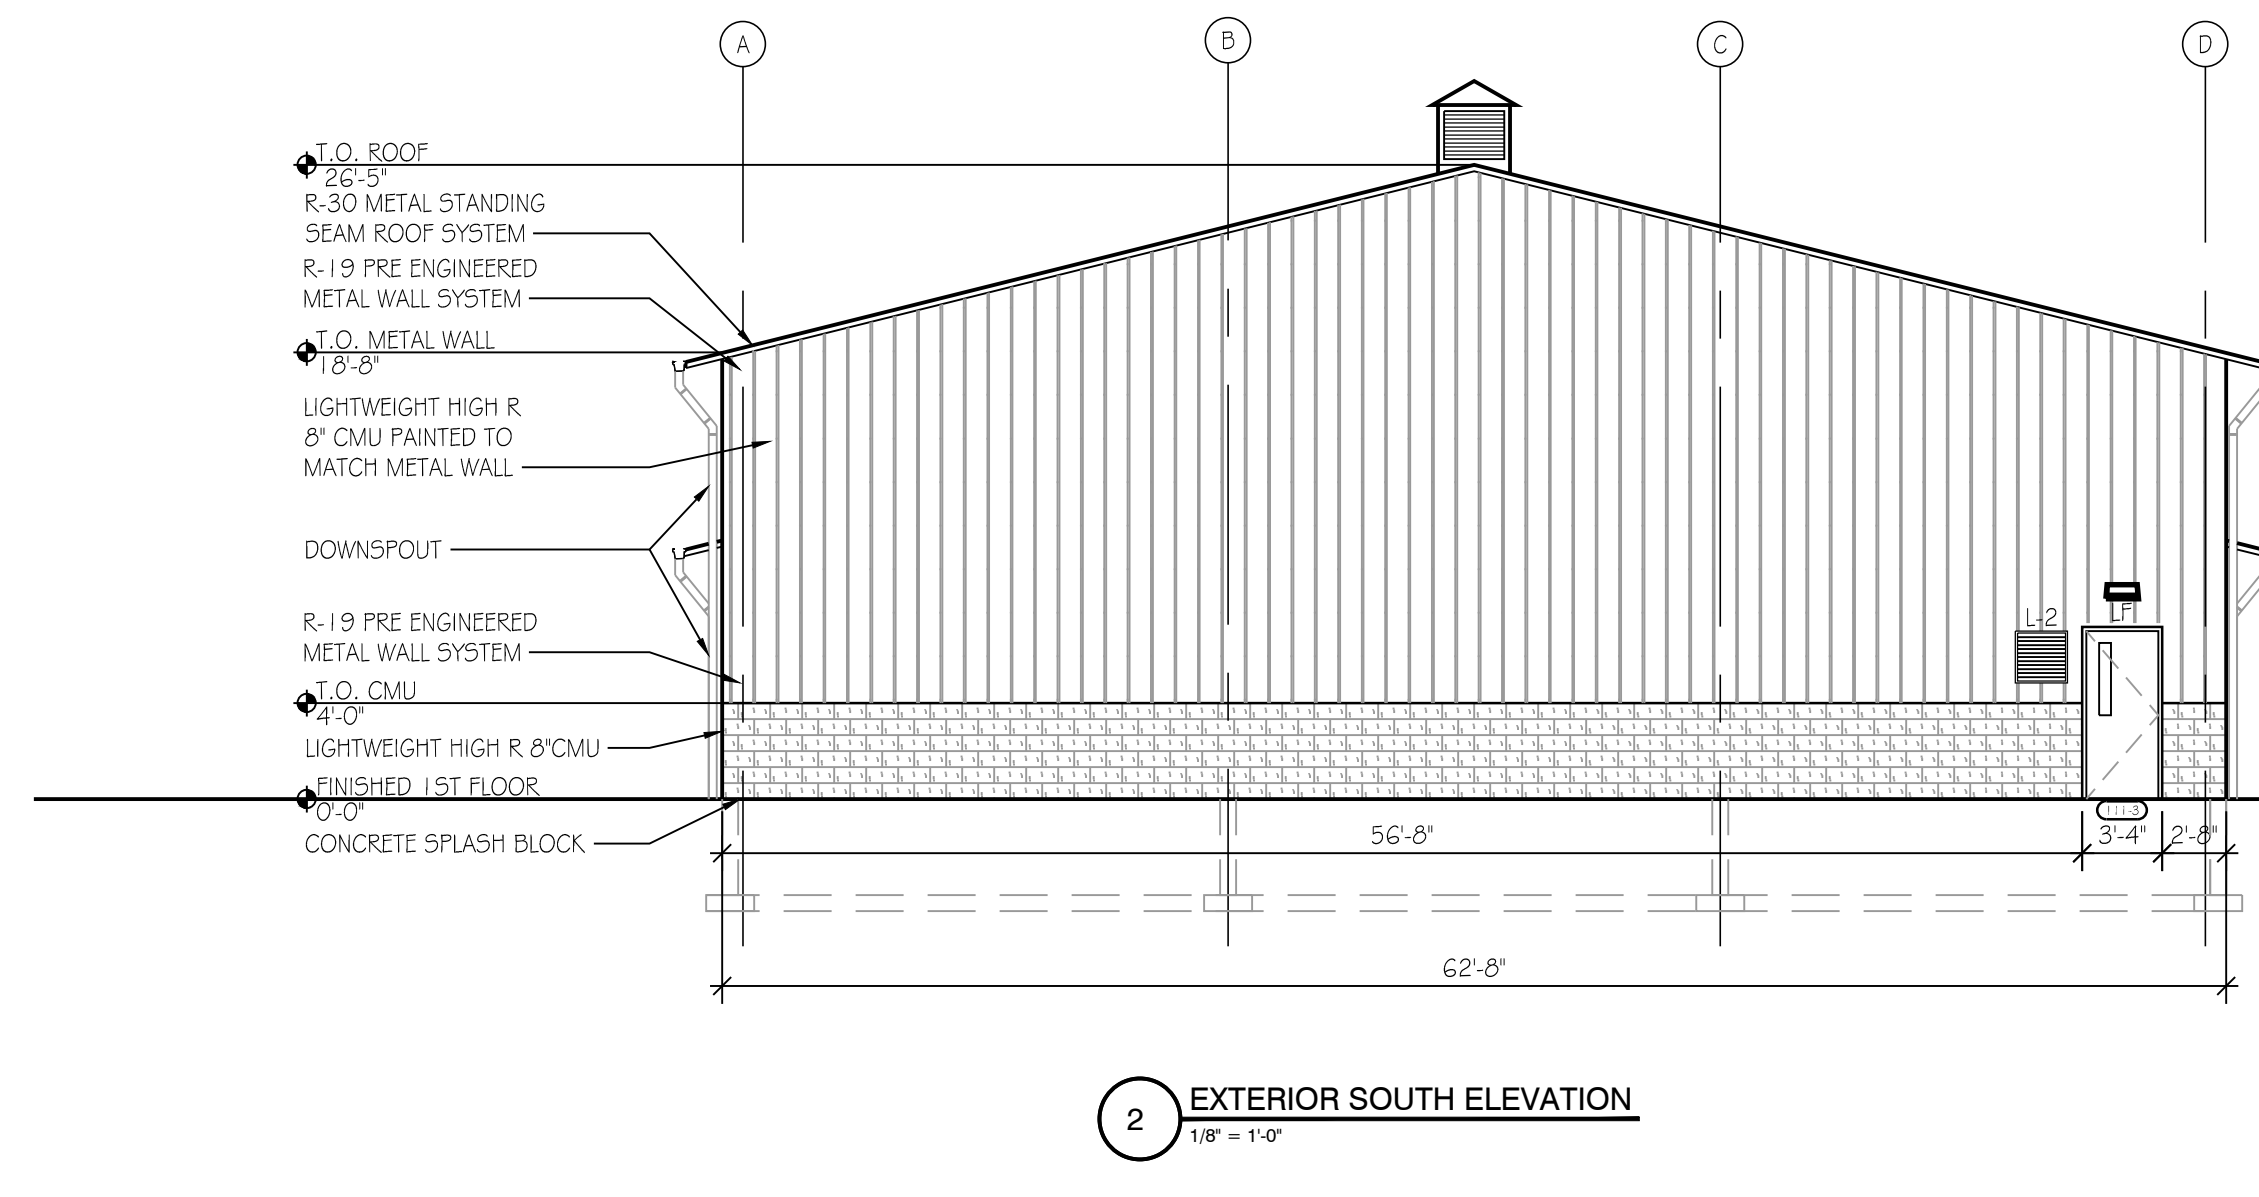 A
B
C
D
T.O. ROOF
26'-5"
R-30 METAL STANDING
SEAM ROOF SYSTEM
R-19 PRE ENGINEERED
METAL WALL SYSTEM
T.O. METAL WALL
18'-8"
LIGHTWEIGHT HIGH R
8" CMU PAINTED TO
MATCH METAL WALL
DOWNSPOUT
R-19 PRE ENGINEERED
METAL WALL SYSTEM
L-2
LF
T.O. CMU
4'-0"
LIGHTWEIGHT HIGH R 8"CMU
FINISHED 1ST FLOOR
0'-0"
111-3
CONCRETE SPLASH BLOCK
56'-8"
3'-4"
2'-8"
62'-8"
2
EXTERIOR SOUTH ELEVATION
1/8" = 1'-0"